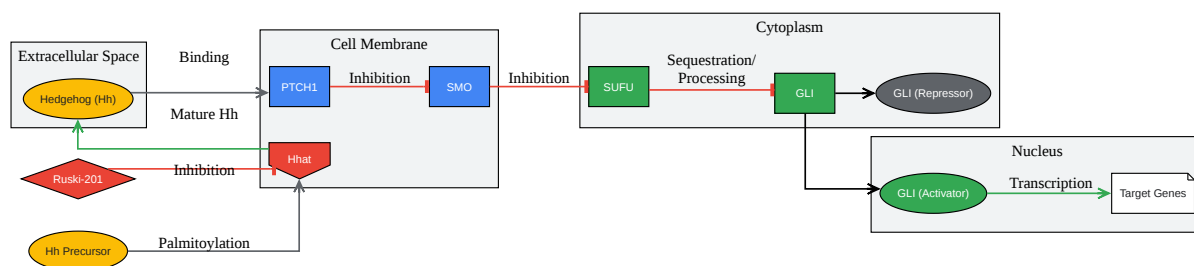 Extracellular Space
Hedgehog (Hh)
Binding
Mature Hh
Cell Membrane
PTCH1
Inhibition
SMO
Hhat
Ruski-201
Inhibition
Hh Precursor
Palmitoylation
Inhibition
Cytoplasm
SUFU
Sequestration/
Processing
GLI
GLI (Repressor)
Nucleus
GLI (Activator)
Transcription
Target Genes